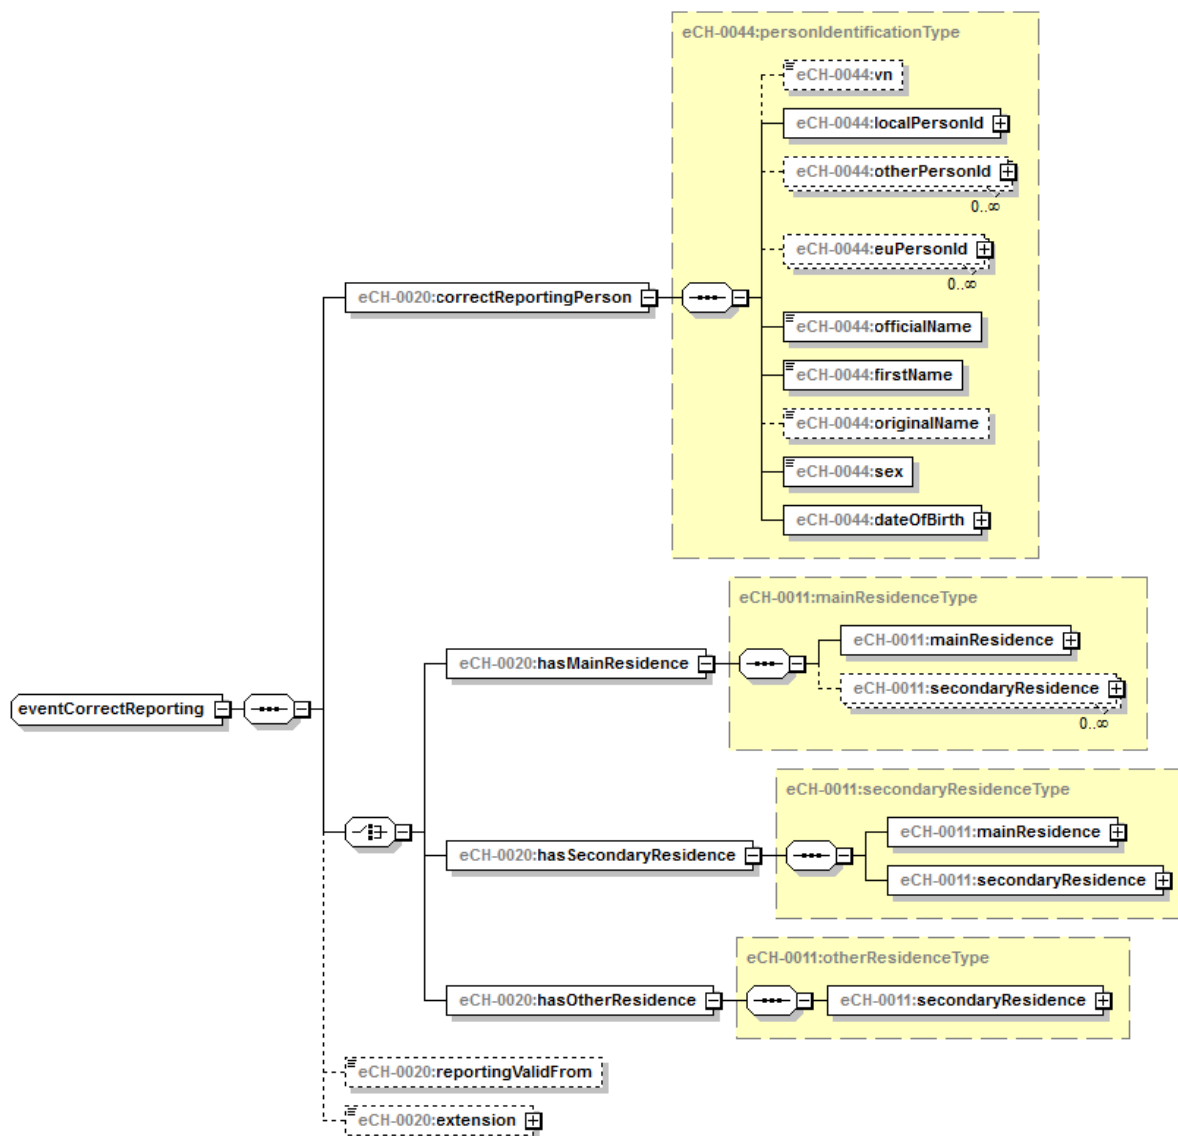 eCH-0044:personIdentificationType
eCH-0044:vn
eCH-0044:localPersonId
eCH-0044:otherPersonId
0..∞
eCH-0044:euPersonId
0..∞
eCH-0020:correctReportingPerson
eCH-0044:officialName
eCH-0044:firstName
eCH-0044:originalName
eCH-0044:sex
eCH-0044:dateOfBirth
eCH-0011:mainResidenceType
eCH-0011:mainResidence
eCH-0020:hasMainResidence
eCH-0011:secondaryResidence
0..∞
eventCorrectReporting
eCH-0011:secondaryResidenceType
eCH-0011:mainResidence
eCH-0020:hasSecondaryResidence
eCH-0011:secondaryResidence
eCH-0011:otherResidenceType
eCH-0020:hasOtherResidence
eCH-0011:secondaryResidence
eCH-0020:reportingValidFrom
eCH-0020:extension